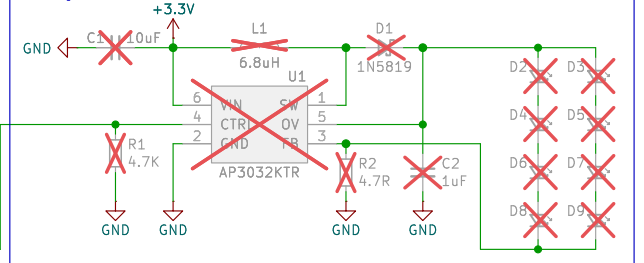 +3.3V
GND
C1
10uF
L1
6.8uH
D1
1N5819
U1
6
VIN
SW
1
4
CTRL
OV
5
2
GND
FB
3
AP3032KTR
R1
4.7K
R2
4.7R
C2
1uF
D2
D3
D4
D5
D6
D7
D8
D9
GND
GND
GND
GND